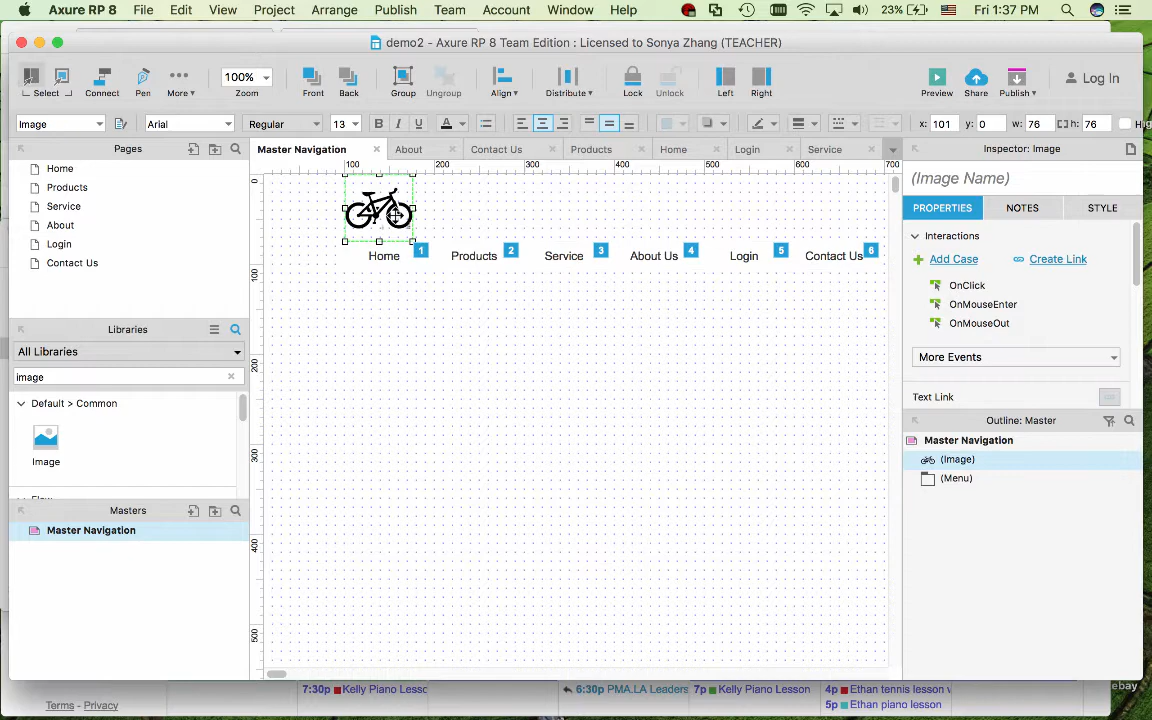 Axure RP 8 File Edit View Project Arrange Publish Team Account Window Help 23% Fri 1:37 PM
demo2 - Axure RP 8 Team Edition : Licensed to Sonya Zhang (TEACHER)
Select Connect Pen More▾ 100% Zoom Front Back Group Ungroup Align▾ Distribute▾ Lock Unlock Left Right Preview Share Publish▾ Log In
Image Arial Regular 13 B I U A x: 101 y: 0 w: 76 h: 76
Pages
Home
Products
Service
About
Login
Contact Us
Libraries
All Libraries
image
Default > Common
Image
Masters
Master Navigation
Master Navigation About Contact Us Products Home Login Service
100 200 300 400 500 600 700
0
100
200
300
400
500
1 2 3 4 5 6
Home Products Service About Us Login Contact Us
Inspector: Image
(Image Name)
PROPERTIES NOTES STYLE
Interactions
Add Case Create Link
OnClick
OnMouseEnter
OnMouseOut
More Events
Text Link
Outline: Master
Master Navigation
(Image)
(Menu)
7:30p Kelly Piano Lesso 6:30p PMA.LA Leaders 7p Kelly Piano Lesson 4p Ethan tennis lesson
5p Ethan piano lesson
Terms - Privacy
ebay